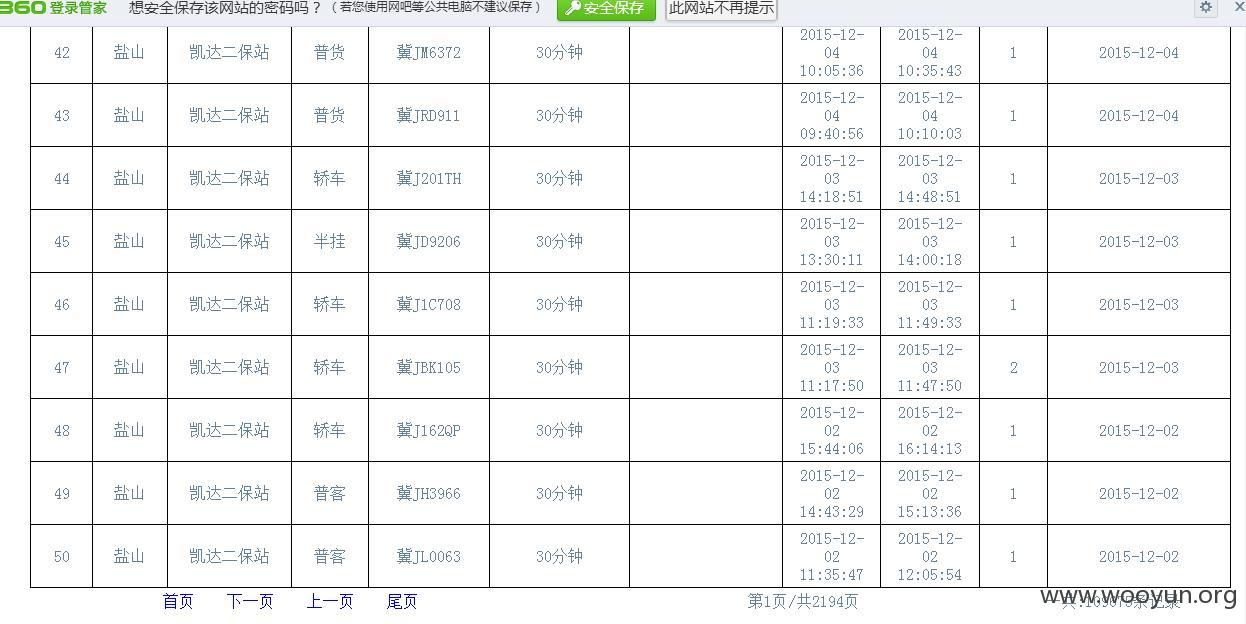 360 登录管家 想安全保存该网站的密码吗？（若您使用网吧等公共电脑不建议保存） 安全保存 此网站不再提示
42 盐山 凯达二保站 普货 冀JM6372 30分钟 2015-12-04 10:05:36 2015-12-04 10:35:43 1 2015-12-04
43 盐山 凯达二保站 普货 冀JRD911 30分钟 2015-12-04 09:40:56 2015-12-04 10:10:03 1 2015-12-04
44 盐山 凯达二保站 轿车 冀J201TH 30分钟 2015-12-03 14:18:51 2015-12-03 14:48:51 1 2015-12-03
45 盐山 凯达二保站 半挂 冀JD9206 30分钟 2015-12-03 13:30:11 2015-12-03 14:00:18 1 2015-12-03
46 盐山 凯达二保站 轿车 冀J1C708 30分钟 2015-12-03 11:19:33 2015-12-03 11:49:33 1 2015-12-03
47 盐山 凯达二保站 轿车 冀JBK105 30分钟 2015-12-03 11:17:50 2015-12-03 11:47:50 2 2015-12-03
48 盐山 凯达二保站 轿车 冀J162QP 30分钟 2015-12-02 15:44:06 2015-12-02 16:14:13 1 2015-12-02
49 盐山 凯达二保站 普客 冀JH3966 30分钟 2015-12-02 14:43:29 2015-12-02 15:13:36 1 2015-12-02
50 盐山 凯达二保站 普客 冀JL0063 30分钟 2015-12-02 11:35:47 2015-12-02 12:05:54 1 2015-12-02
首页 下一页 上一页 尾页 第1页/共2194页
www.wooyun.org